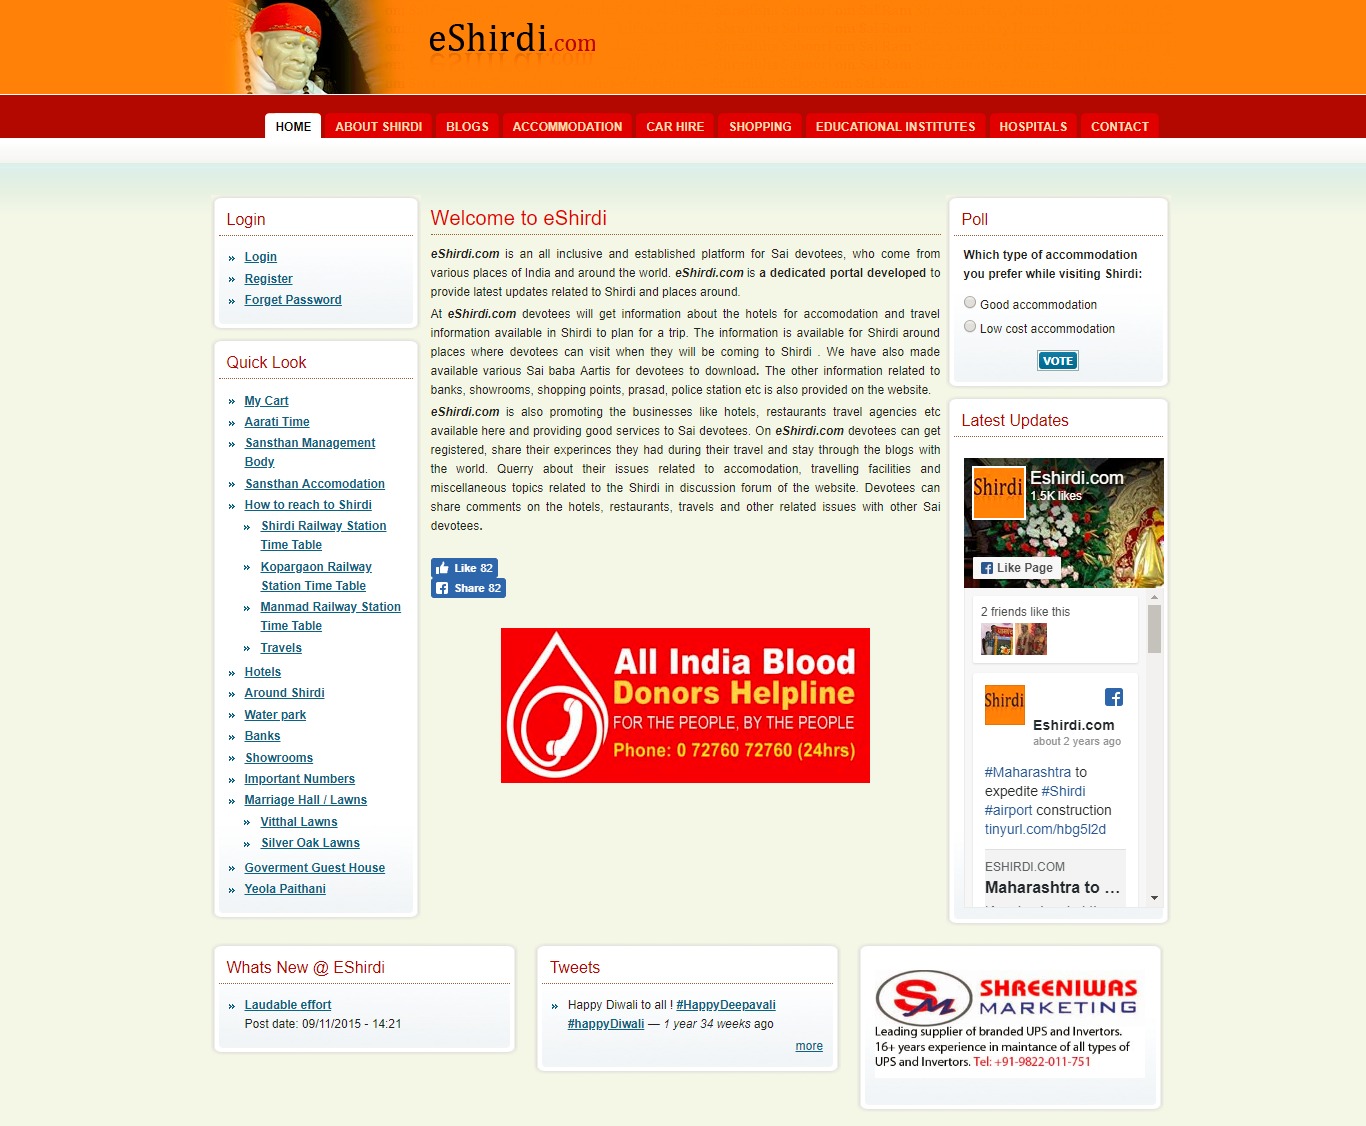 eShirdi.com
HOME
ABOUT SHIRDI
BLOGS
ACCOMMODATION
CAR HIRE
SHOPPING
EDUCATIONAL INSTITUTES
HOSPITALS
CONTACT
Login
Login
Register
Forget Password
Quick Look
My Cart
Aarati Time
Sansthan Management
Body
Sansthan Accomodation
How to reach to Shirdi
Shirdi Railway Station
Time Table
Kopargaon Railway
Station Time Table
Manmad Railway Station
Time Table
Travels
Hotels
Around Shirdi
Water park
Banks
Showrooms
Important Numbers
Marriage Hall / Lawns
Vitthal Lawns
Silver Oak Lawns
Goverment Guest House
Yeola Paithani
Welcome to eShirdi
eShirdi.com is an all inclusive and established platform for Sai devotees, who come from
various places of India and around the world. eShirdi.com is a dedicated portal developed to
provide latest updates related to Shirdi and places around.
At eShirdi.com devotees will get information about the hotels for accomodation and travel
information available in Shirdi to plan for a trip. The information is available for Shirdi around
places where devotees can visit when they will be coming to Shirdi . We have also made
available various Sai baba Aartis for devotees to download. The other information related to
banks, showrooms, shopping points, prasad, police station etc is also provided on the website.
eShirdi.com is also promoting the businesses like hotels, restaurants travel agencies etc
available here and providing good services to Sai devotees. On eShirdi.com devotees can get
registered, share their experinces they had during their travel and stay through the blogs with
the world. Querry about their issues related to accomodation, travelling facilities and
miscellaneous topics related to the Shirdi in discussion forum of the website. Devotees can
share comments on the hotels, restaurants, travels and other related issues with other Sai
devotees.
Like 82
Share 82
All India Blood
Donors Helpline
FOR THE PEOPLE, BY THE PEOPLE
Phone: 0 72760 72760 (24hrs)
Poll
Which type of accommodation
you prefer while visiting Shirdi:
Good accommodation
Low cost accommodation
VOTE
Latest Updates
Shirdi
Eshirdi.com
1.5K likes
Like Page
2 friends like this
Shirdi
Eshirdi.com
about 2 years ago
#Maharashtra to
expedite #Shirdi
#airport construction
tinyurl.com/hbg5l2d
ESHIRDI.COM
Maharashtra to ...
Whats New @ EShirdi
Laudable effort
Post date: 09/11/2015 - 14:21
Tweets
Happy Diwali to all ! #HappyDeepavali
#happyDiwali — 1 year 34 weeks ago
more
SM
SHREENIWAS
MARKETING
Leading supplier of branded UPS and Invertors.
16+ years experience in maintance of all types of
UPS and Invertors. Tel: +91-9822-011-751